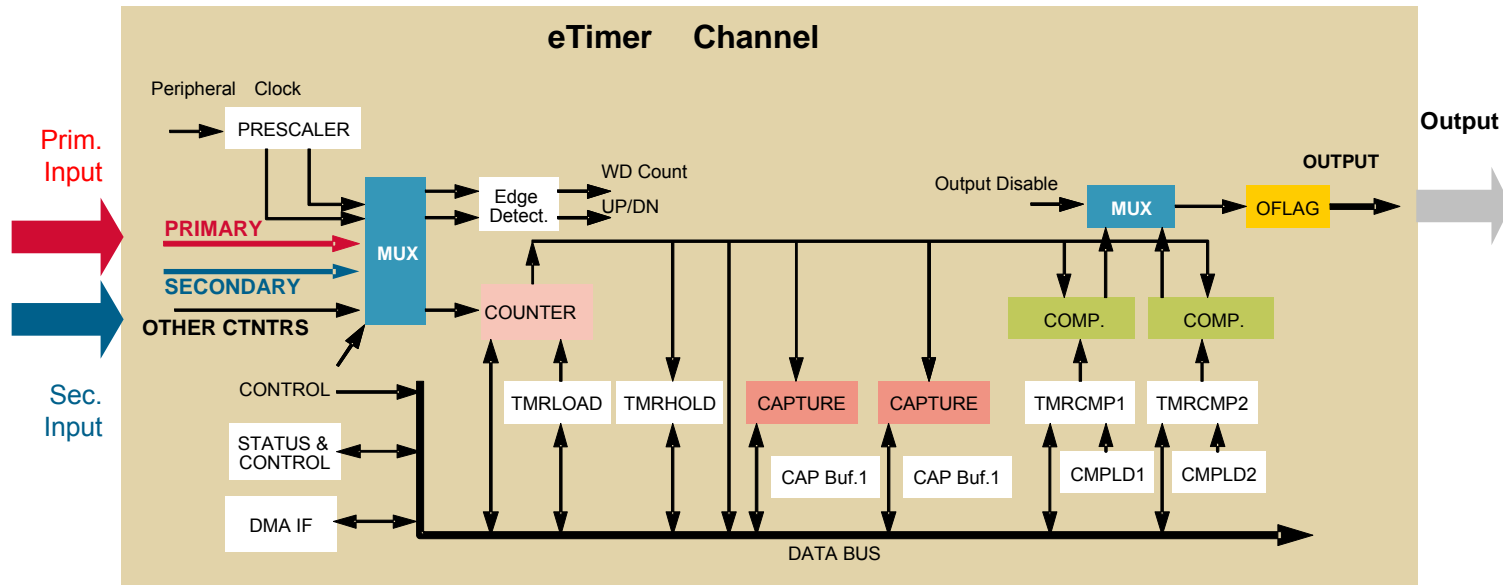 eTimer Channel
Peripheral Clock
PRESCALER
Prim.
Input
PRIMARY
SECONDARY
OTHER CTNTRS
Sec.
Input
MUX
Edge
Detect.
WD Count
UP/DN
COUNTER
Output Disable
MUX
OFLAG
OUTPUT
Output
COMP.
COMP.
CONTROL
STATUS &
CONTROL
DMA IF
TMRLOAD
TMRHOLD
CAPTURE
CAPTURE
TMRCMP1
TMRCMP2
CAP Buf.1
CAP Buf.1
CMPLD1
CMPLD2
DATA BUS